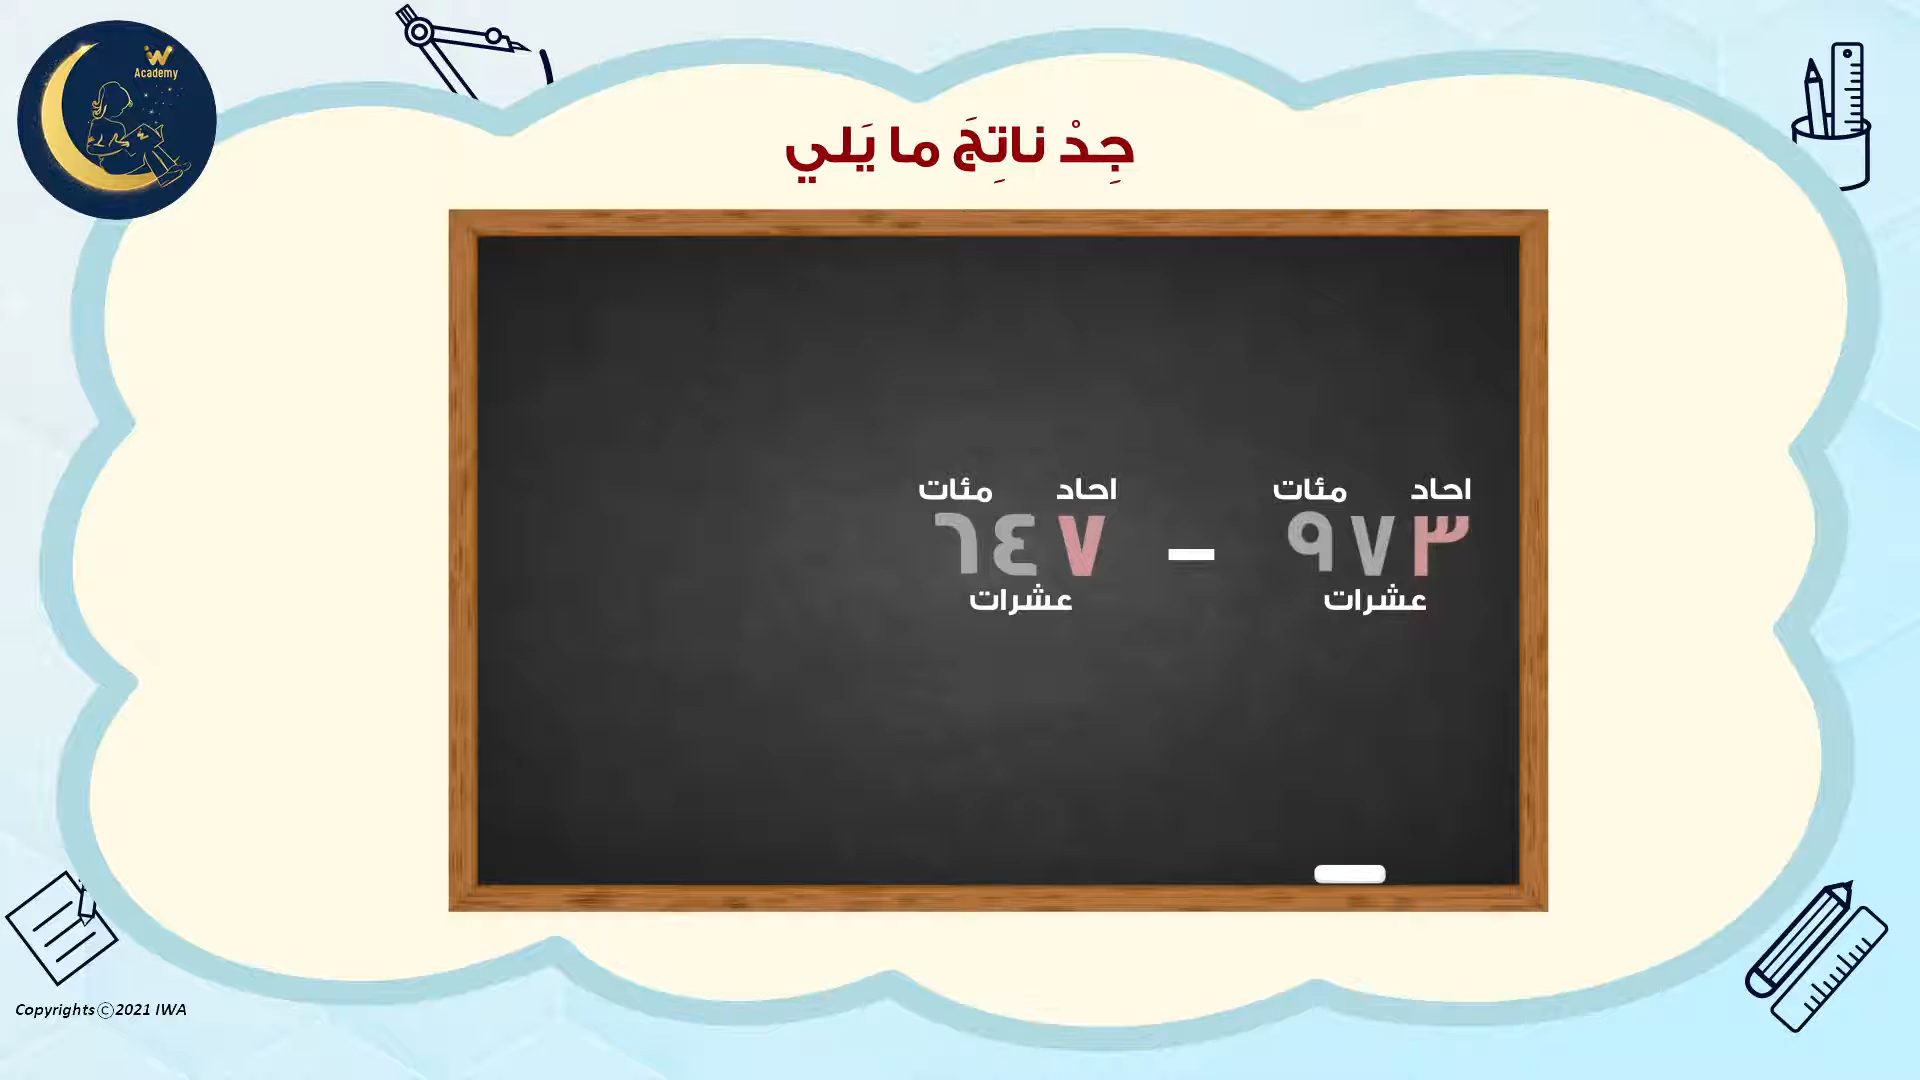 W
Academy
جِدْ ناتِجَ ما يَلي
احاد مئات احاد مئات
٩٧٣ − ٦٤٧
عشرات عشرات
Copyrights©2021 IWA